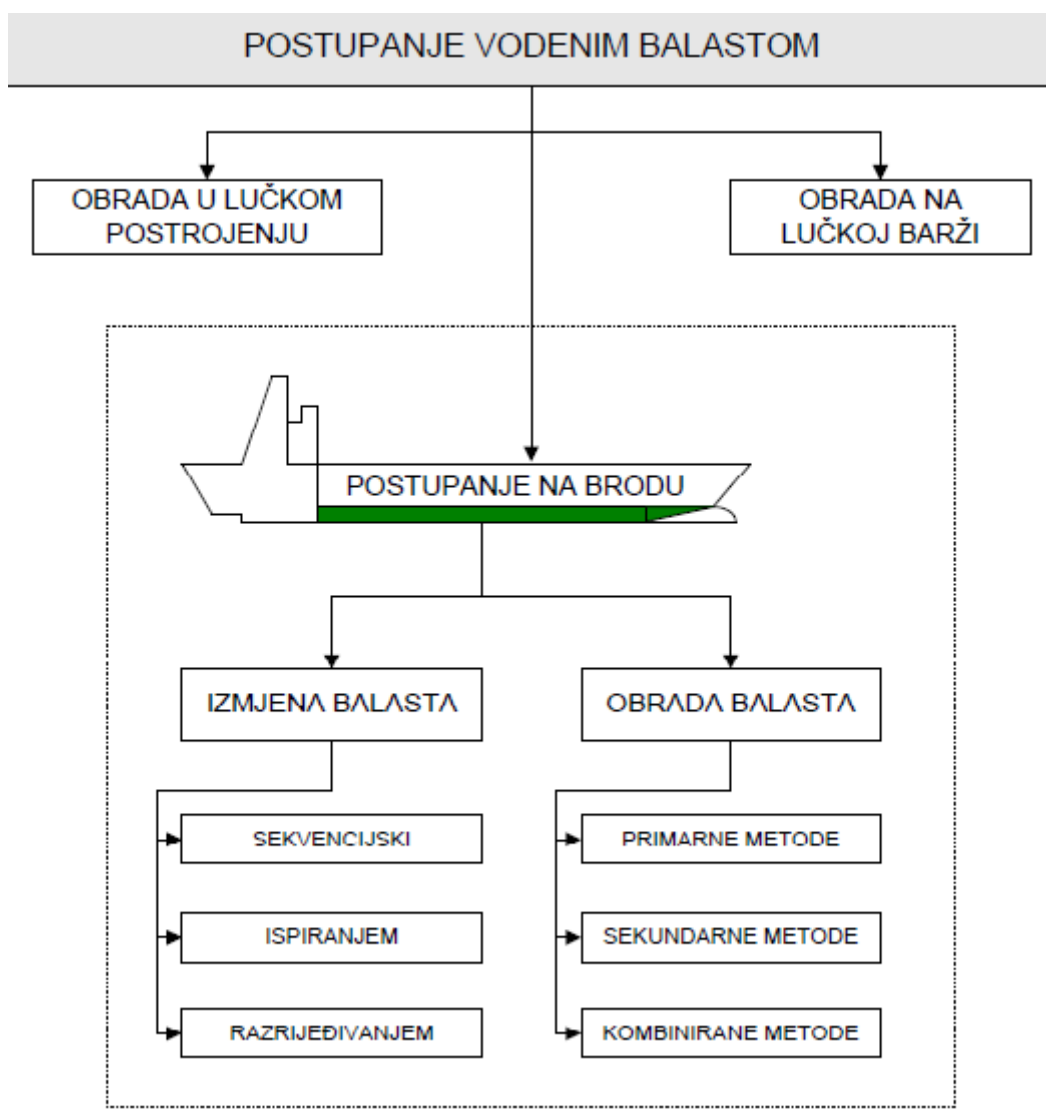 POSTUPANJE VODENIM BALASTOM
OBRADA U LUČKOM
POSTROJENJU
OBRADA NA
LUČKOJ BARŽI
POSTUPANJE NA BRODU
IZMJENA BALASTA
OBRADA BALASTA
SEKVENCIJSKI
PRIMARNE METODE
ISPIRANJEM
SEKUNDARNE METODE
RAZRIJEĐIVANJEM
KOMBINIRANE METODE